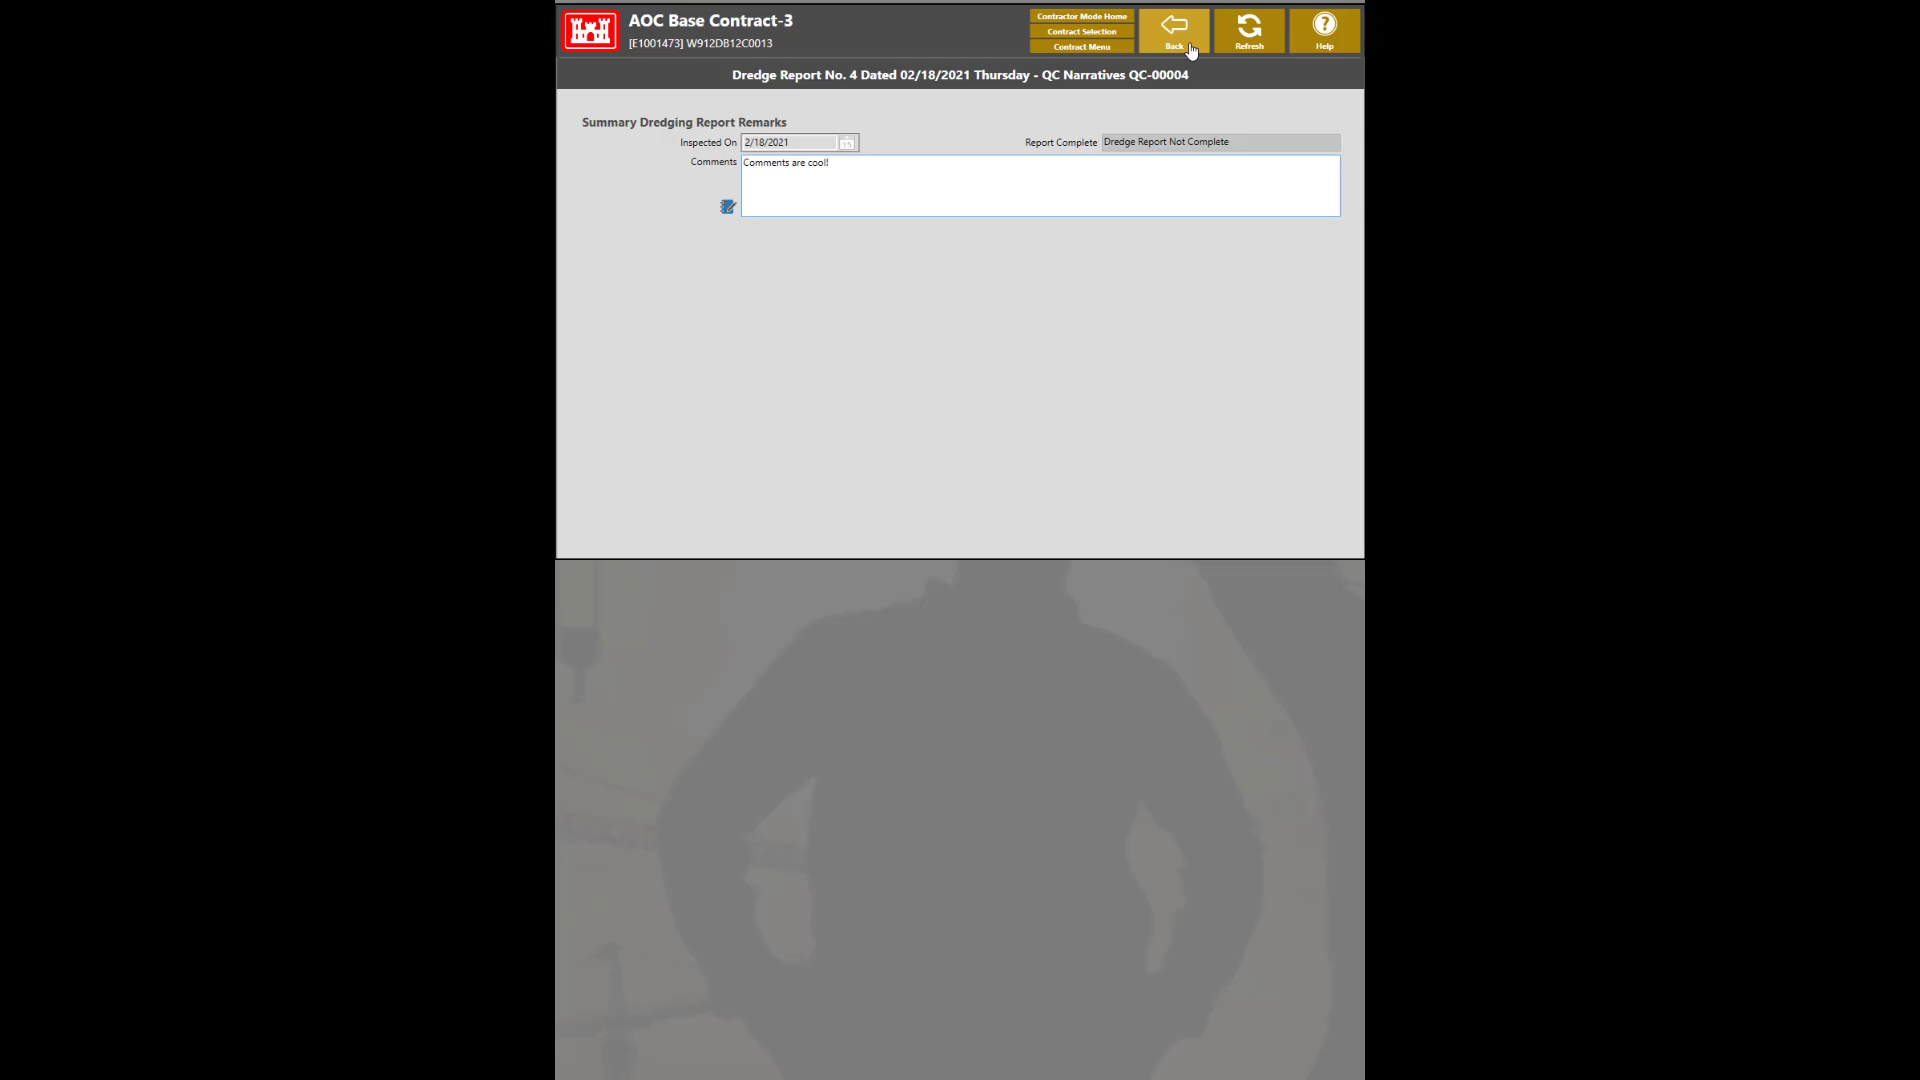 AOC Base Contract-3
[E1001473] W912DB12C0013
Contractor Mode Home
Contract Selection
Contract Menu
Back
Refresh
Help
Dredge Report No. 4 Dated 02/18/2021 Thursday - QC Narratives QC-00004
Summary Dredging Report Remarks
Inspected On 2/18/2021 15 Report Complete Dredge Report Not Complete
Comments Comments are cool!